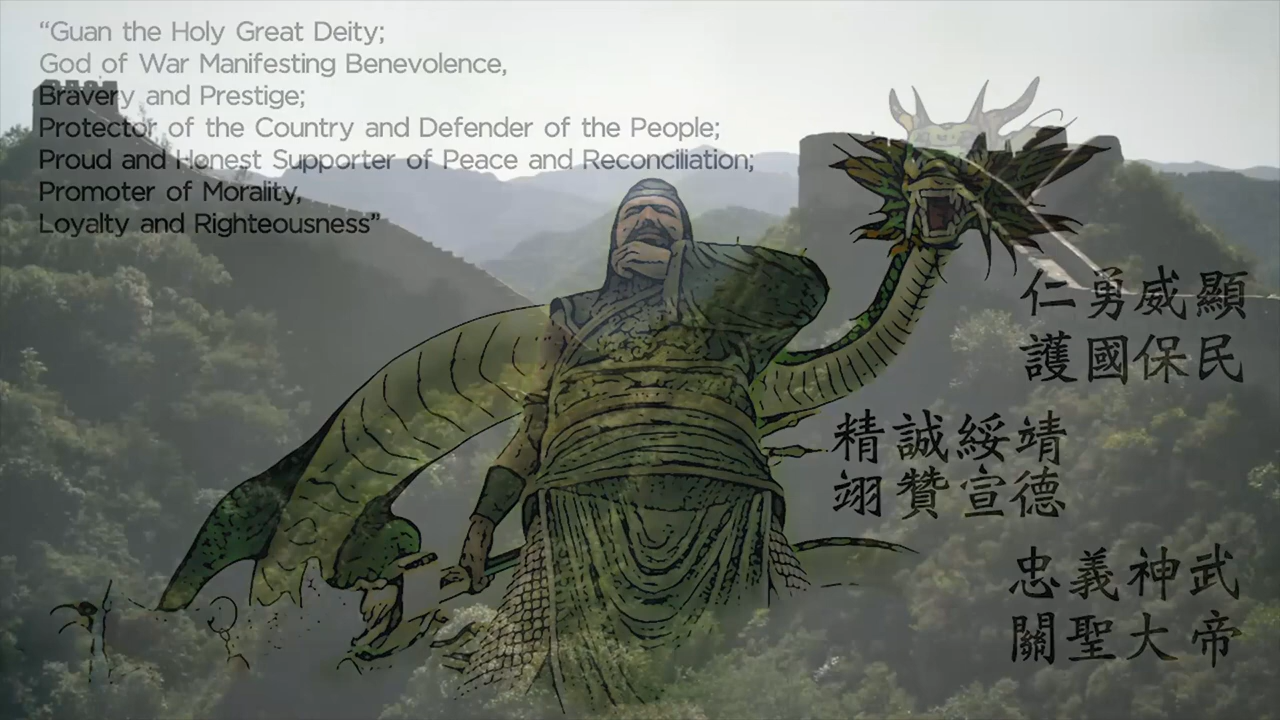 “Guan the Holy Great Deity;
God of War Manifesting Benevolence,
Bravery and Prestige;
Protector of the Country and Defender of the People;
Proud and Honest Supporter of Peace and Reconciliation;
Promoter of Morality,
Loyalty and Righteousness”
仁勇威顯
護國保民
精誠綏靖
翊贊宣德
忠義神武
關聖大帝